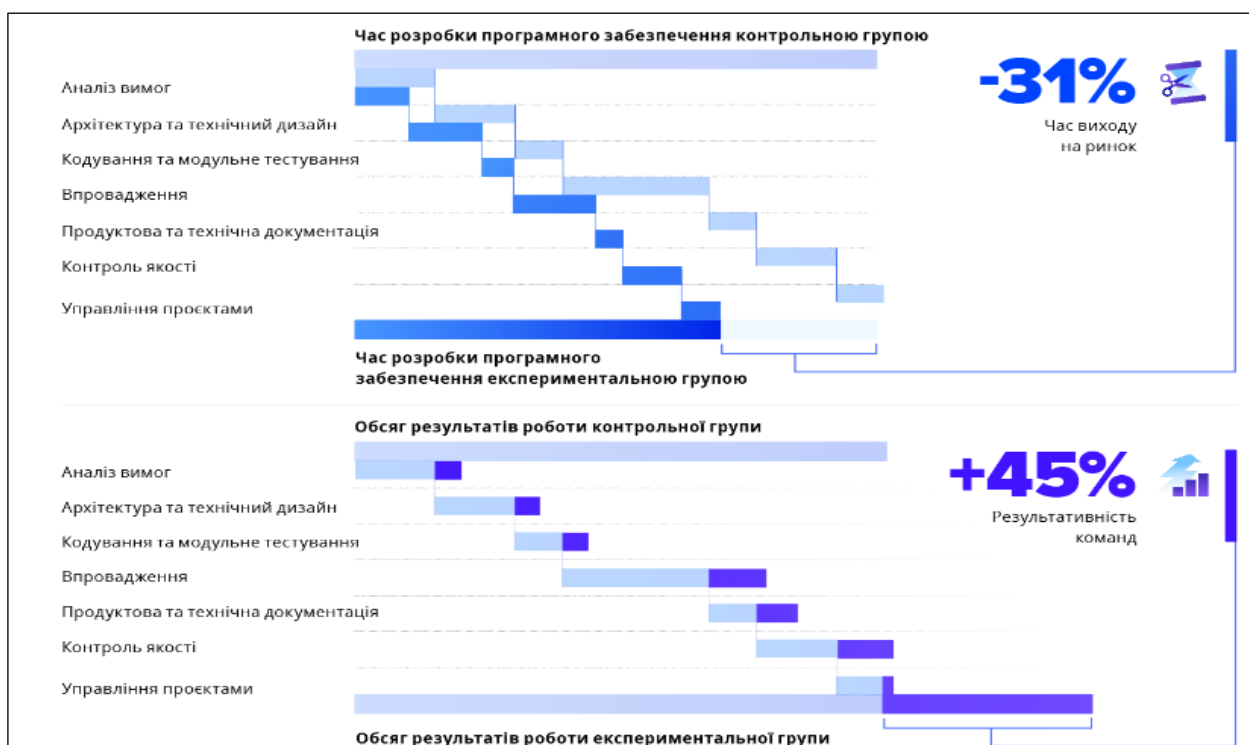 Час розробки програмного забезпечення контрольною групою
-31%
Час виходу
на ринок
Аналіз вимог
Архітектура та технічний дизайн
Кодування та модульне тестування
Впровадження
Продуктова та технічна документація
Контроль якості
Управління проєктами
Час розробки програмного
забезпечення експериментальною групою
Обсяг результатів роботи контрольної групи
+45%
Результативність
команд
Аналіз вимог
Архітектура та технічний дизайн
Кодування та модульне тестування
Впровадження
Продуктова та технічна документація
Контроль якості
Управління проєктами
Обсяг результатів роботи експериментальної групи